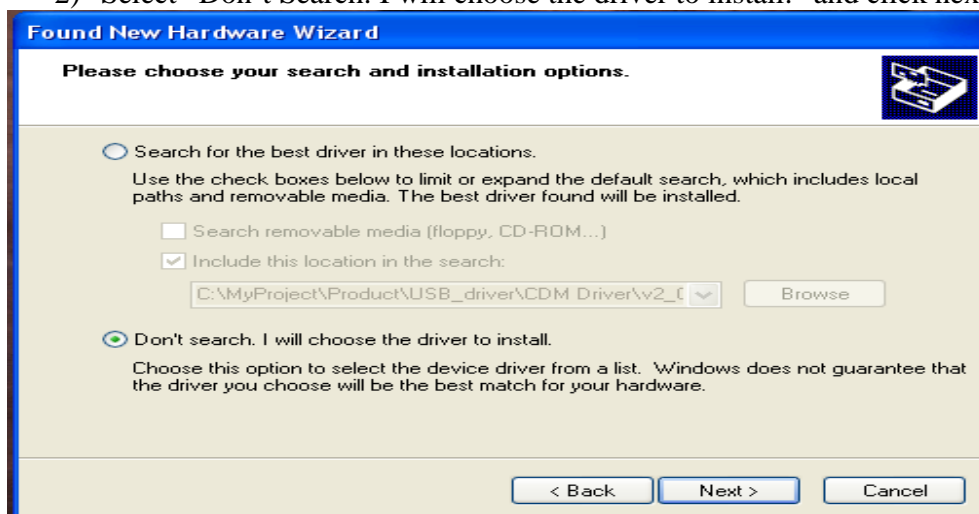 2) Select "Don't Search. I will choose the driver to install." and click nex
Found New Hardware Wizard
Please choose your search and installation options.
Search for the best driver in these locations.
Use the check boxes below to limit or expand the default search, which includes local
paths and removable media. The best driver found will be installed.
Search removable media (floppy, CD-ROM...)
Include this location in the search:
C:\MyProject\Product\USB_driver\CDM Driver\v2_
Browse
Don't search. I will choose the driver to install.
Choose this option to select the device driver from a list. Windows does not guarantee that
the driver you choose will be the best match for your hardware.
< Back
Next >
Cancel